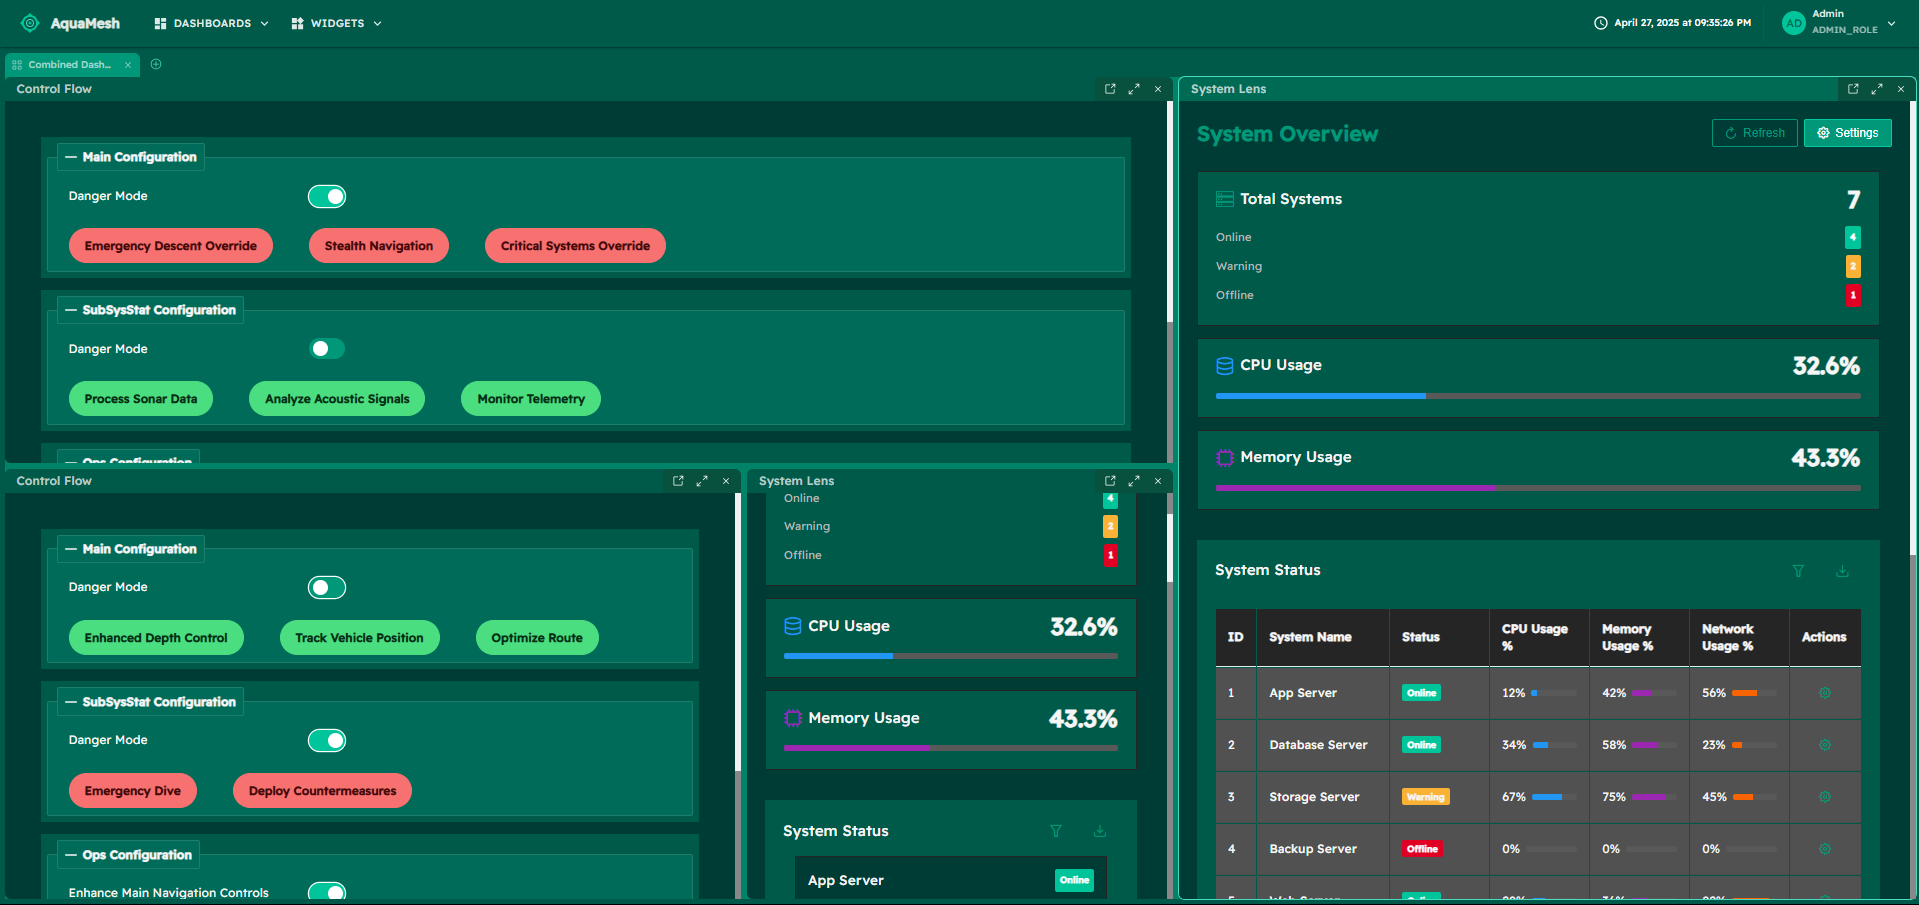 AquaMesh
DASHBOARDS
WIDGETS
April 27, 2025 at 09:35:26 PM
AD
Admin
ADMIN_ROLE
Combined Dash...
Control Flow
Main Configuration
Danger Mode
Emergency Descent Override
Stealth Navigation
Critical Systems Override
SubSysStat Configuration
Danger Mode
Process Sonar Data
Analyze Acoustic Signals
Monitor Telemetry
Ops Configuration
Control Flow
Main Configuration
Danger Mode
Enhanced Depth Control
Track Vehicle Position
Optimize Route
SubSysStat Configuration
Danger Mode
Emergency Dive
Deploy Countermeasures
Ops Configuration
Enhance Main Navigation Controls
System Lens
Online 4
Warning 2
Offline 1
CPU Usage 32.6%
Memory Usage 43.3%
System Status
App Server Online
System Lens
System Overview
Refresh
Settings
Total Systems 7
Online 4
Warning 2
Offline 1
CPU Usage 32.6%
Memory Usage 43.3%
System Status
ID System Name Status CPU Usage % Memory Usage % Network Usage % Actions
1 App Server Online 12% 42% 56%
2 Database Server Online 34% 58% 23%
3 Storage Server Warning 67% 75% 45%
4 Backup Server Offline 0% 0% 0%